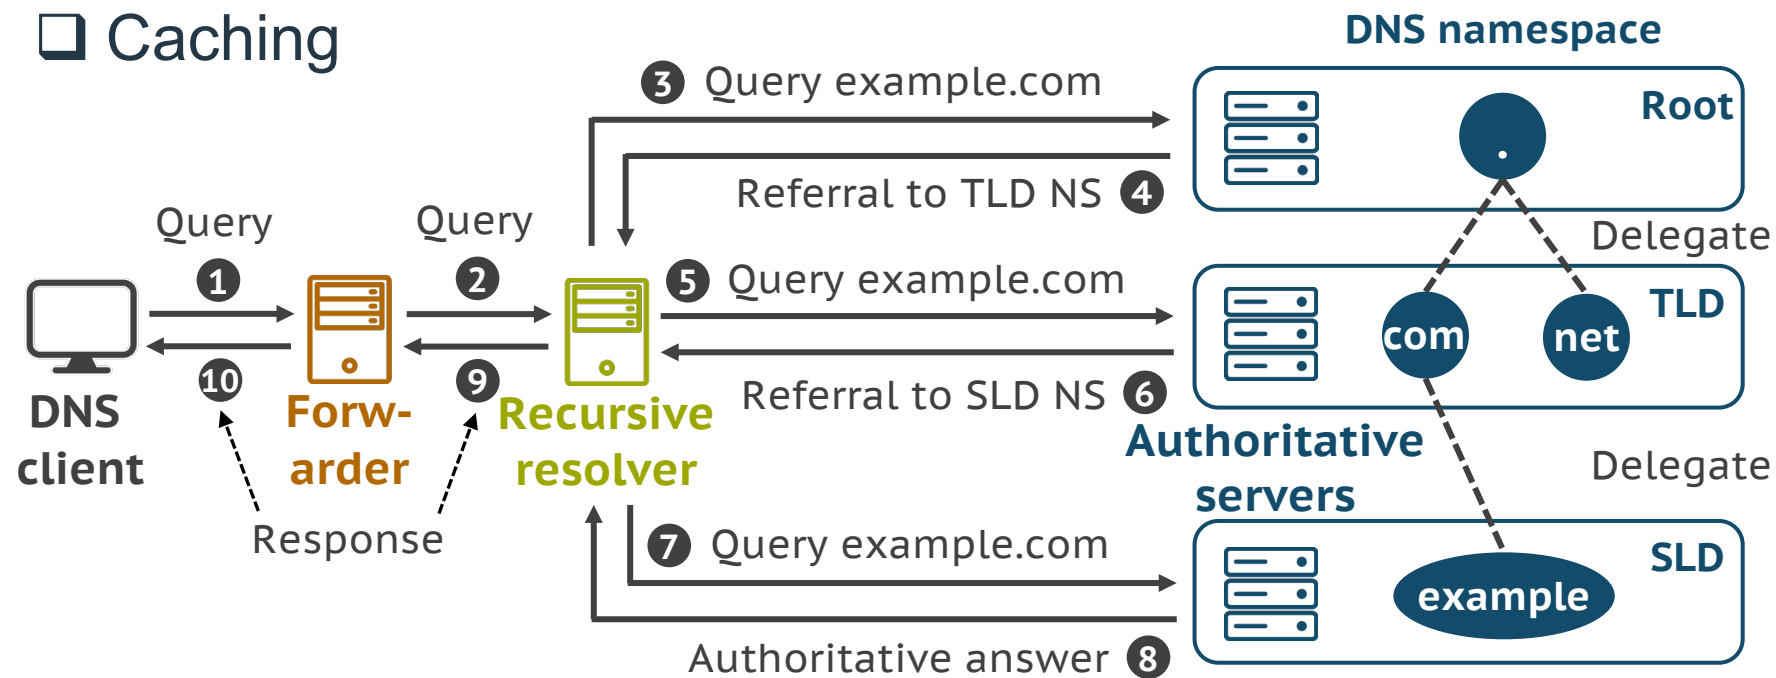 ❑ Caching
DNS namespace
3 Query example.com
Root
.
Referral to TLD NS 4
Delegate
Query
1
Query
2
5 Query example.com
TLD
com
net
Referral to SLD NS 6
10
9
DNS
client
Forw-
arder
Recursive
resolver
Authoritative
servers
Delegate
Response
7 Query example.com
SLD
example
Authoritative answer 8